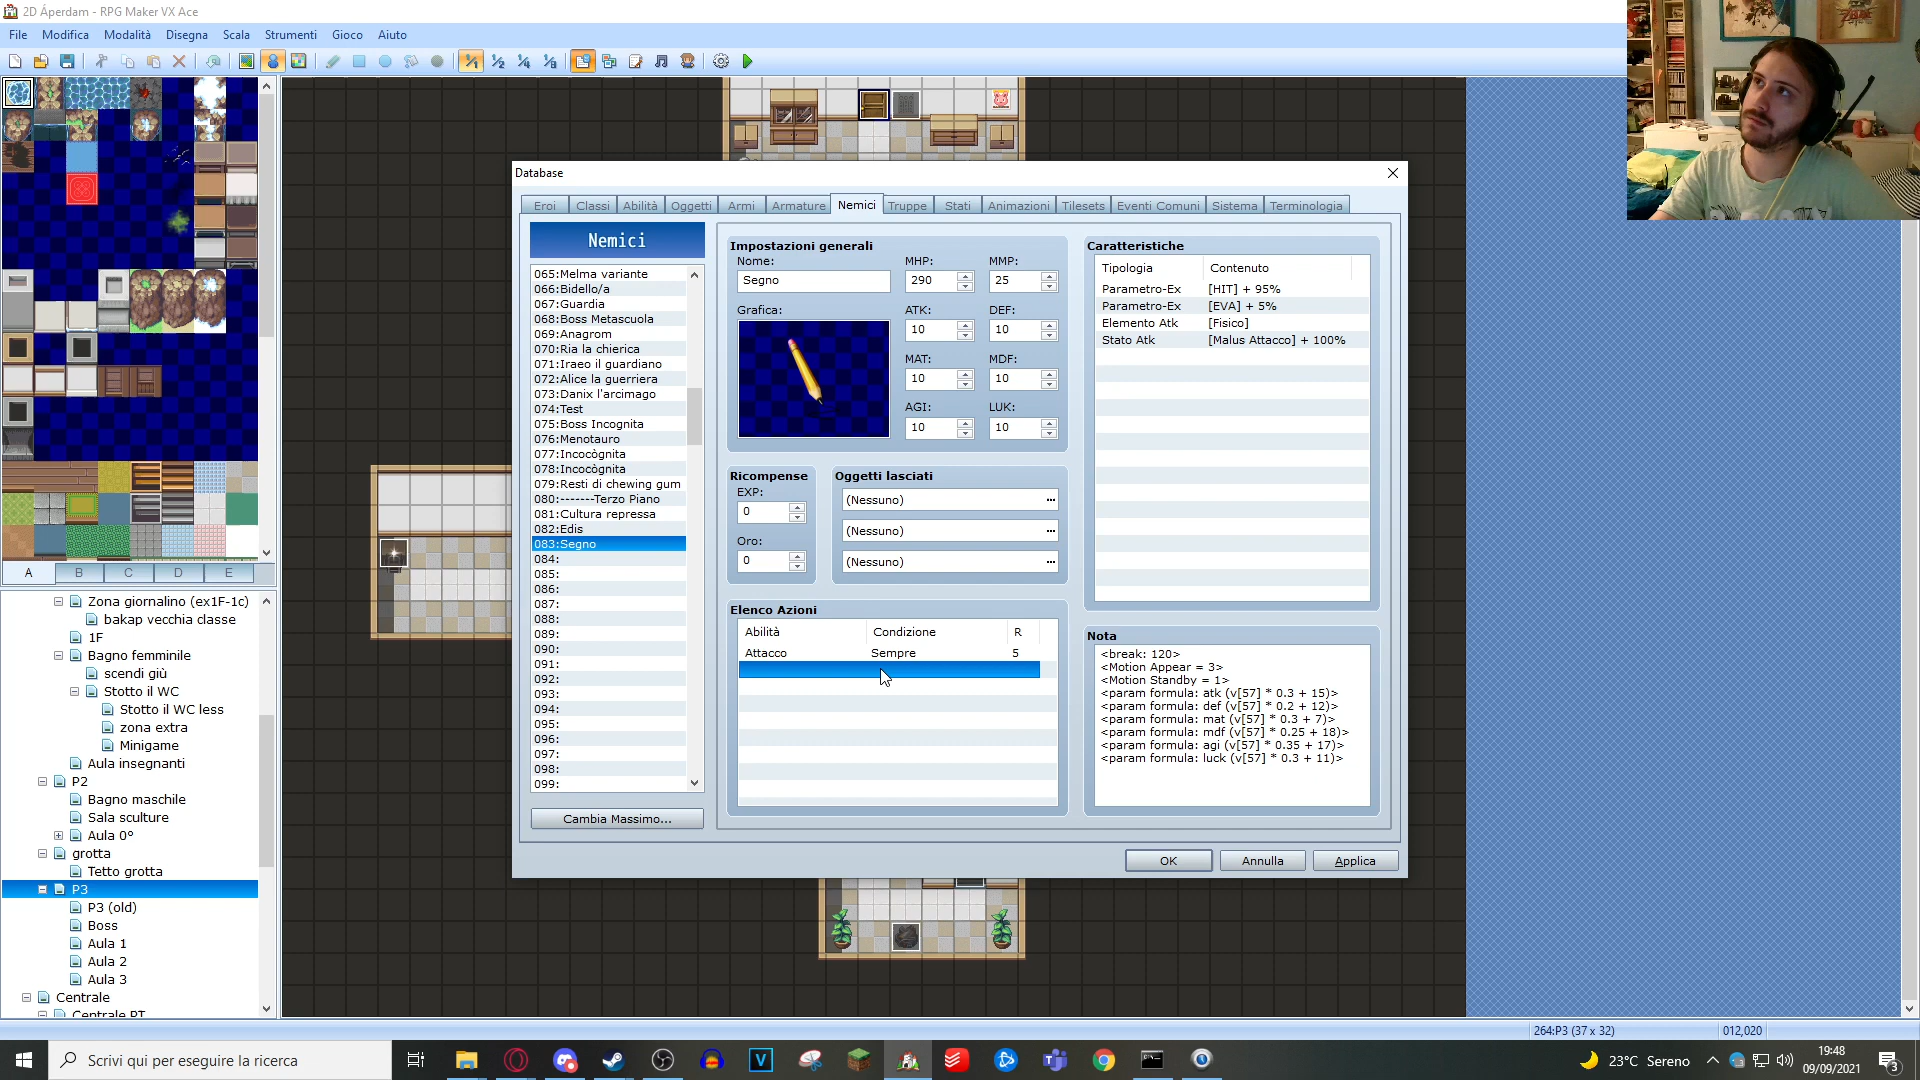 2D Áperdam - RPG Maker VX Ace
File Modifica Modalità Disegna Scala Strumenti Gioco Aiuto
Database
Eroi Classi Abilità Oggetti Armi Armature Nemici Truppe Stati Animazioni Tilesets Eventi Comuni Sistema Terminologia
Nemici
065:Melma variante
066:Bidello/a
067:Guardia
068:Boss Metascuola
069:Anagrom
070:Ria la chierica
071:Iraeo il guardiano
072:Alice la guerriera
073:Danix l'arcimago
074:Test
075:Boss Incognita
076:Menotauro
077:Incocògnita
078:Incocògnita
079:Resti di chewing gum
080:-------Terzo Piano
081:Cultura repressa
082:Edis
083:Segno
084:
085:
086:
087:
088:
089:
090:
091:
092:
093:
094:
095:
096:
097:
098:
099:
Cambia Massimo...
Impostazioni generali
Nome:
Segno
Grafica:
MHP: MMP:
290 25
ATK: DEF:
10 10
MAT: MDF:
10 10
AGI: LUK:
10 10
Ricompense
EXP:
0
Oro:
0
Oggetti lasciati
(Nessuno)
(Nessuno)
(Nessuno)
Elenco Azioni
Abilità Condizione R
Attacco Sempre 5
Caratteristiche
Tipologia Contenuto
Parametro-Ex [HIT] + 95%
Parametro-Ex [EVA] + 5%
Elemento Atk [Fisico]
Stato Atk [Malus Attacco] + 100%
Nota
<break: 120>
<Motion Appear = 3>
<Motion Standby = 1>
<param formula: atk (v[57] * 0.3 + 15)>
<param formula: def (v[57] * 0.2 + 12)>
<param formula: mat (v[57] * 0.3 + 7)>
<param formula: mdf (v[57] * 0.25 + 18)>
<param formula: agi (v[57] * 0.35 + 17)>
<param formula: luck (v[57] * 0.3 + 11)>
OK Annulla Applica
A B C D E
Zona giornalino (ex1F-1c)
bakap vecchia classe
1F
Bagno femminile
scendi giù
Stotto il WC
Stotto il WC less
zona extra
Minigame
Aula insegnanti
P2
Bagno maschile
Sala sculture
Aula 0°
grotta
Tetto grotta
P3
P3 (old)
Boss
Aula 1
Aula 2
Aula 3
Centrale
Centrale PT
264:P3 (37 x 32) 012,020
Scrivi qui per eseguire la ricerca
23°C Sereno
19:48
09/09/2021
3